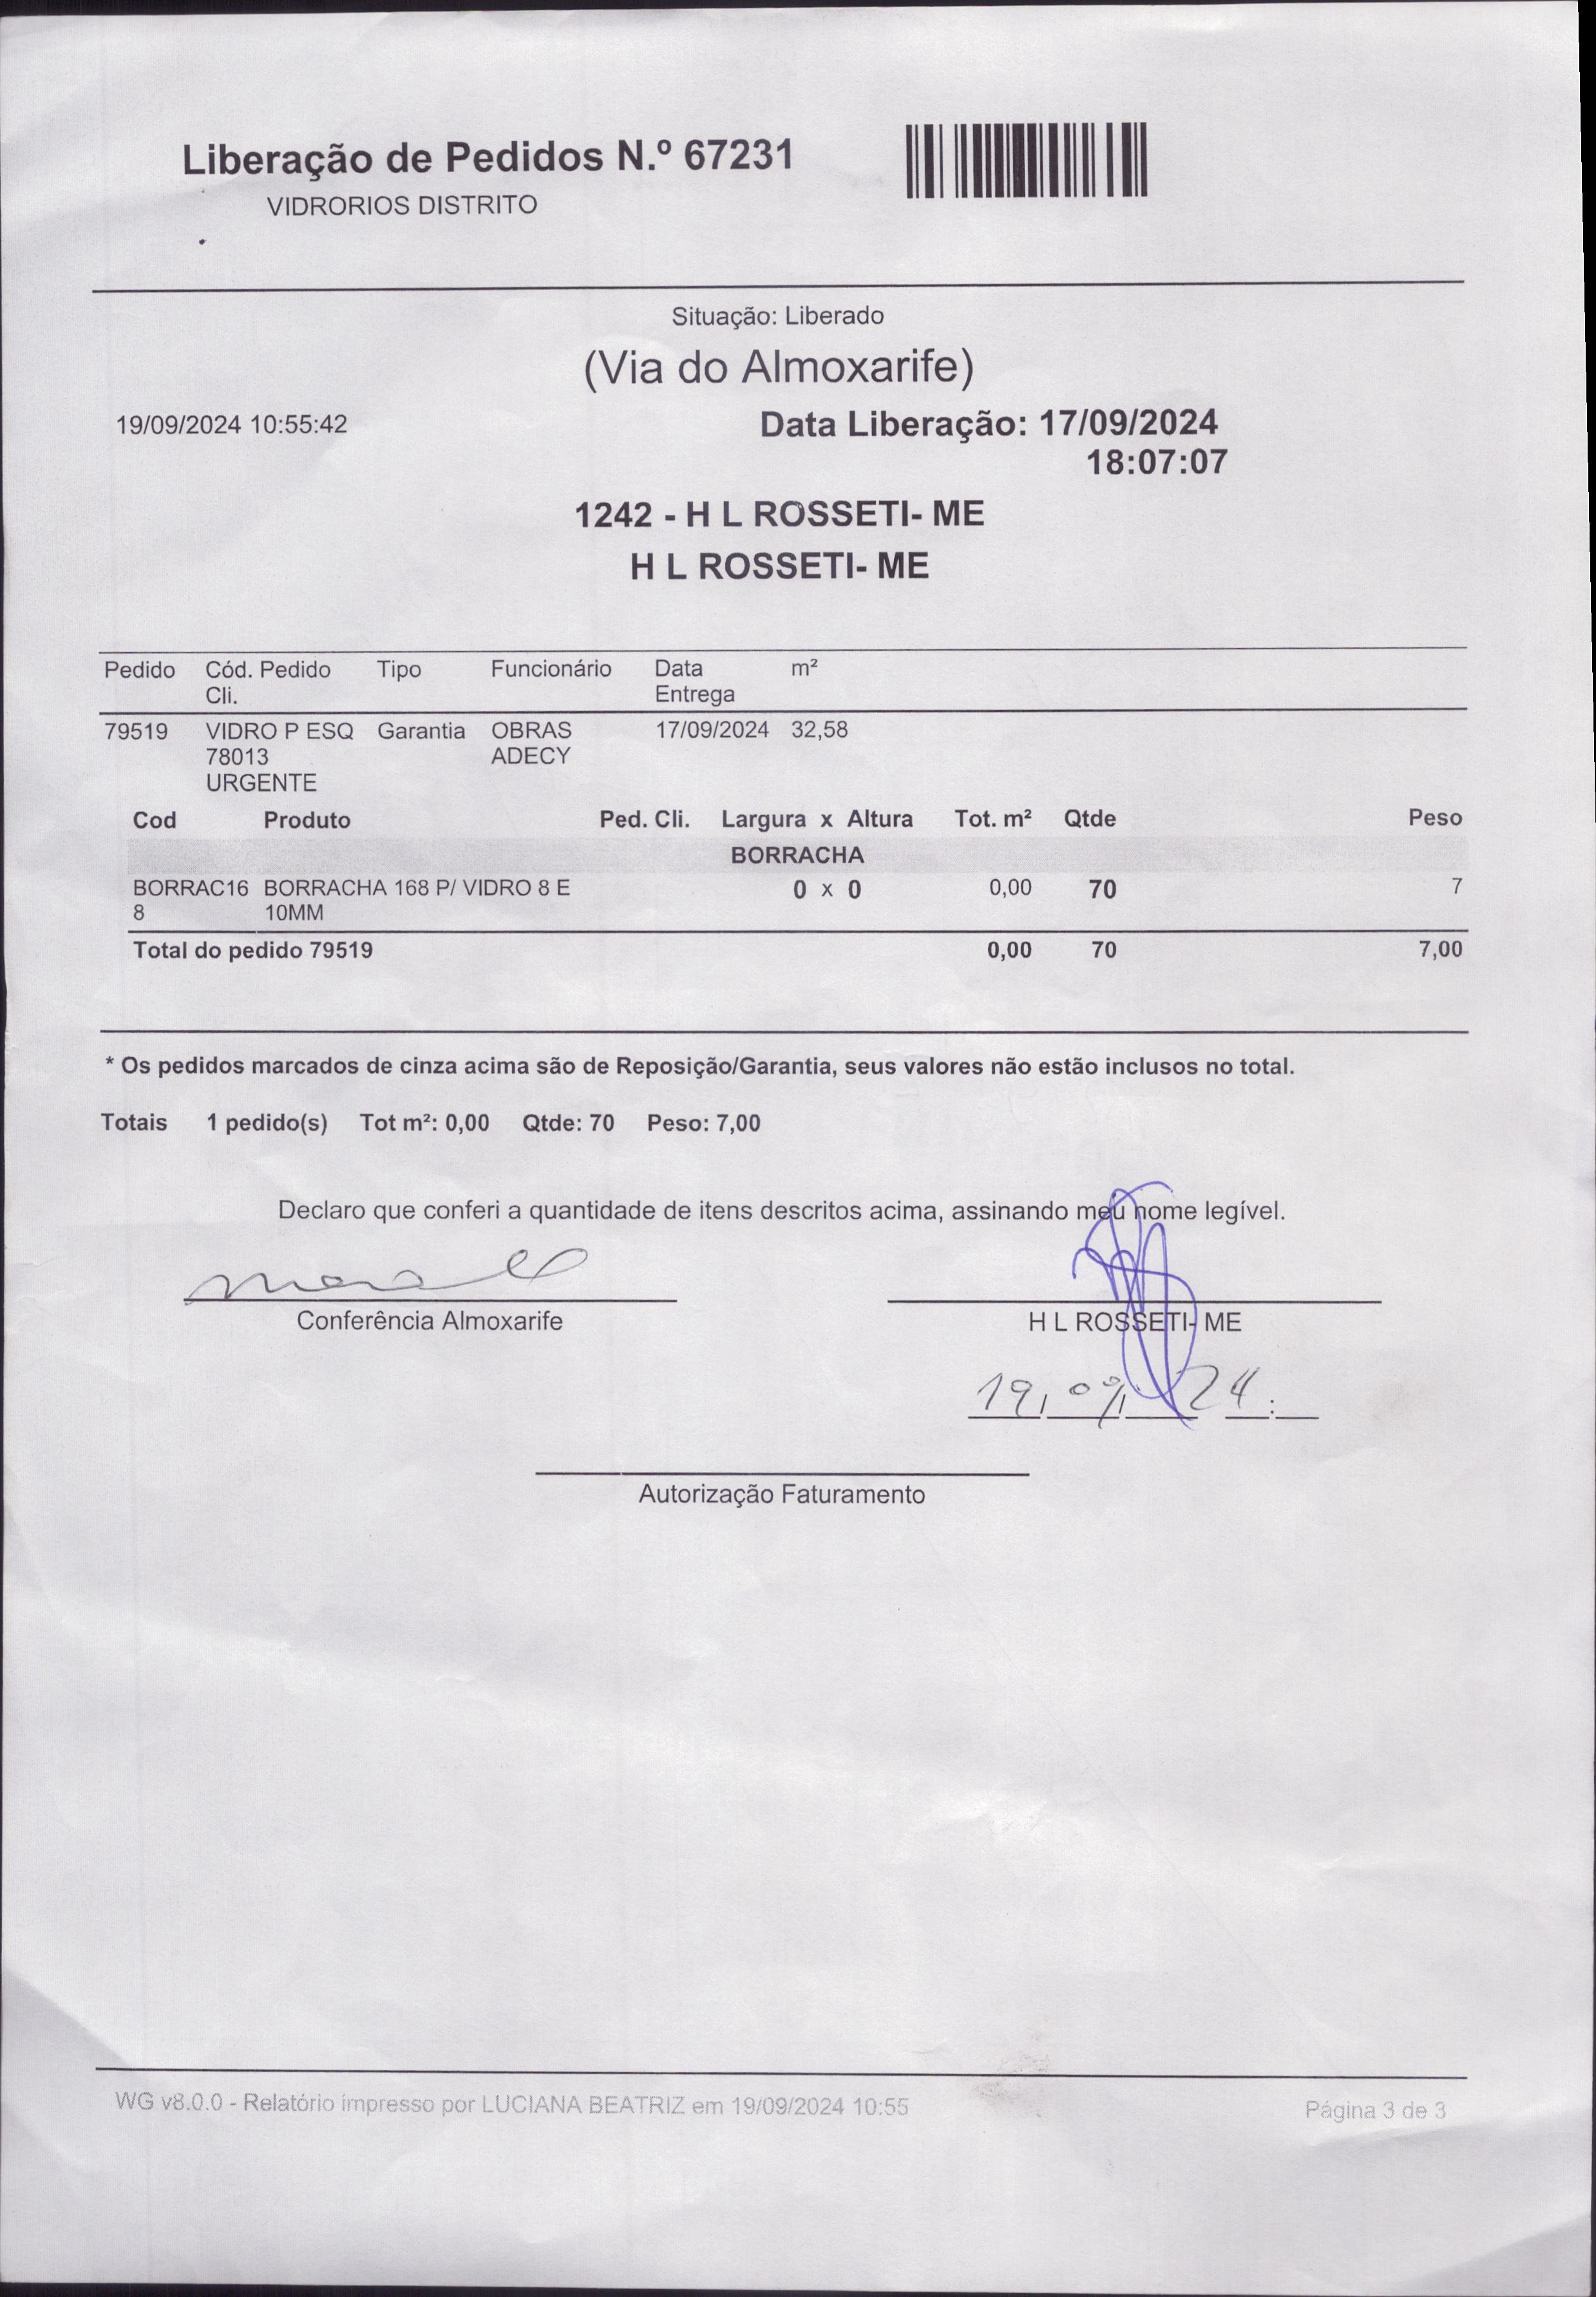 Liberação de Pedidos N.º 67231
VIDRORIOS DISTRITO
Situação: Liberado
(Via do Almoxarife)
19/09/2024 10:55:42
Data Liberação: 17/09/2024
18:07:07
1242 - H L ROSSETI- ME
H L ROSSETI- ME
Pedido Cód. Pedido Tipo Funcionário Data m²
Cli. Entrega
79519 VIDRO P ESQ Garantia OBRAS 17/09/2024 32,58
78013 ADECY
URGENTE
Cod Produto Ped. Cli. Largura x Altura Tot. m² Qtde Peso
BORRACHA
BORRAC16 BORRACHA 168 P/ VIDRO 8 E 0 x 0 0,00 70 7
8 10MM
Total do pedido 79519 0,00 70 7,00
* Os pedidos marcados de cinza acima são de Reposição/Garantia, seus valores não estão inclusos no total.
Totais 1 pedido(s) Tot m²: 0,00 Qtde: 70 Peso: 7,00
Declaro que conferi a quantidade de itens descritos acima, assinando meu nome legível.
Conferência Almoxarife
H L ROSSETI- ME
19/09/24 :
Autorização Faturamento
WG v8.0.0 - Relatório impresso por LUCIANA BEATRIZ em 19/09/2024 10:55
Página 3 de 3